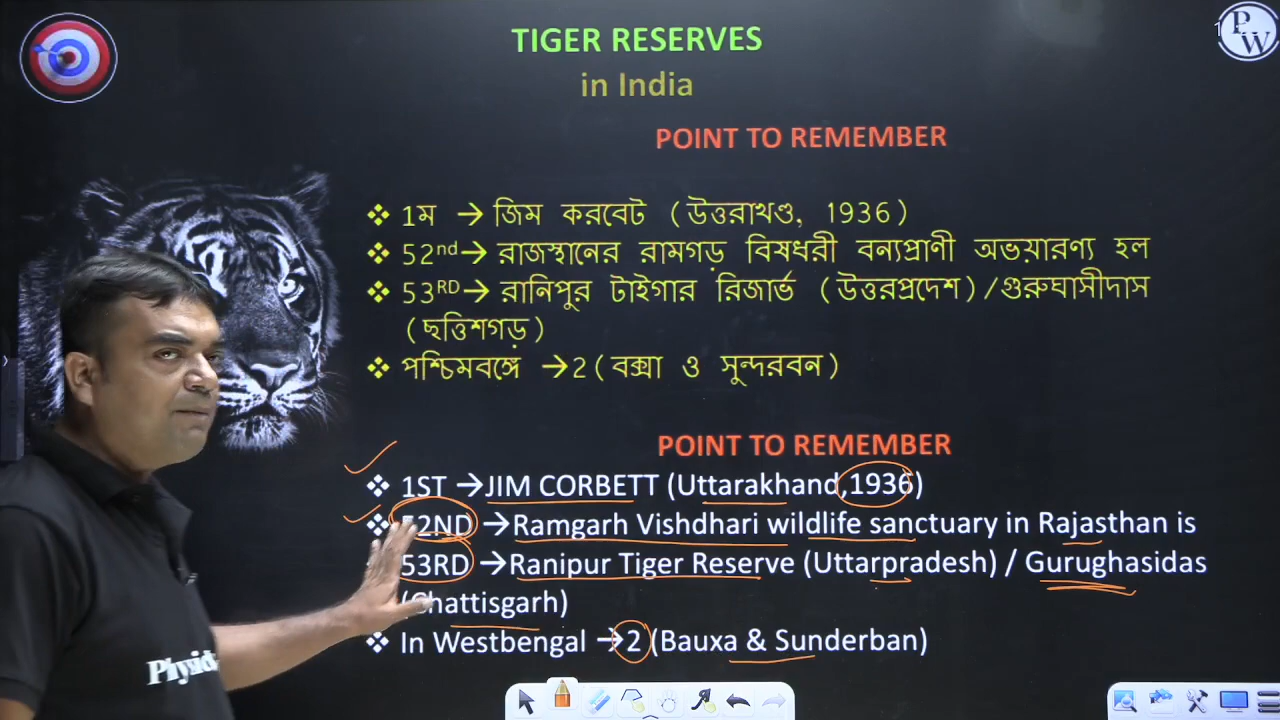 TIGER RESERVES
in India
POINT TO REMEMBER
❖ 1ম → জিম করবেট (উত্তরাখণ্ড, 1936)
❖ 52nd→ রাজস্থানের রামগড় বিষধরী বন্যপ্রাণী অভয়ারণ্য হল
❖ 53RD→ রানিপুর টাইগার রিজার্ভ (উত্তরপ্রদেশ)/গুরুঘাসীদাস
(ছত্তিশগড়)
❖ পশ্চিমবঙ্গে →2(বক্সা ও সুন্দরবন)
POINT TO REMEMBER
❖ 1ST →JIM CORBETT (Uttarakhand,1936)
❖ 52ND →Ramgarh Vishdhari wildlife sanctuary in Rajasthan is
53RD →Ranipur Tiger Reserve (Uttarpradesh) / Gurughasidas
(Chattisgarh)
❖ In Westbengal →2 (Bauxa & Sunderban)
PW